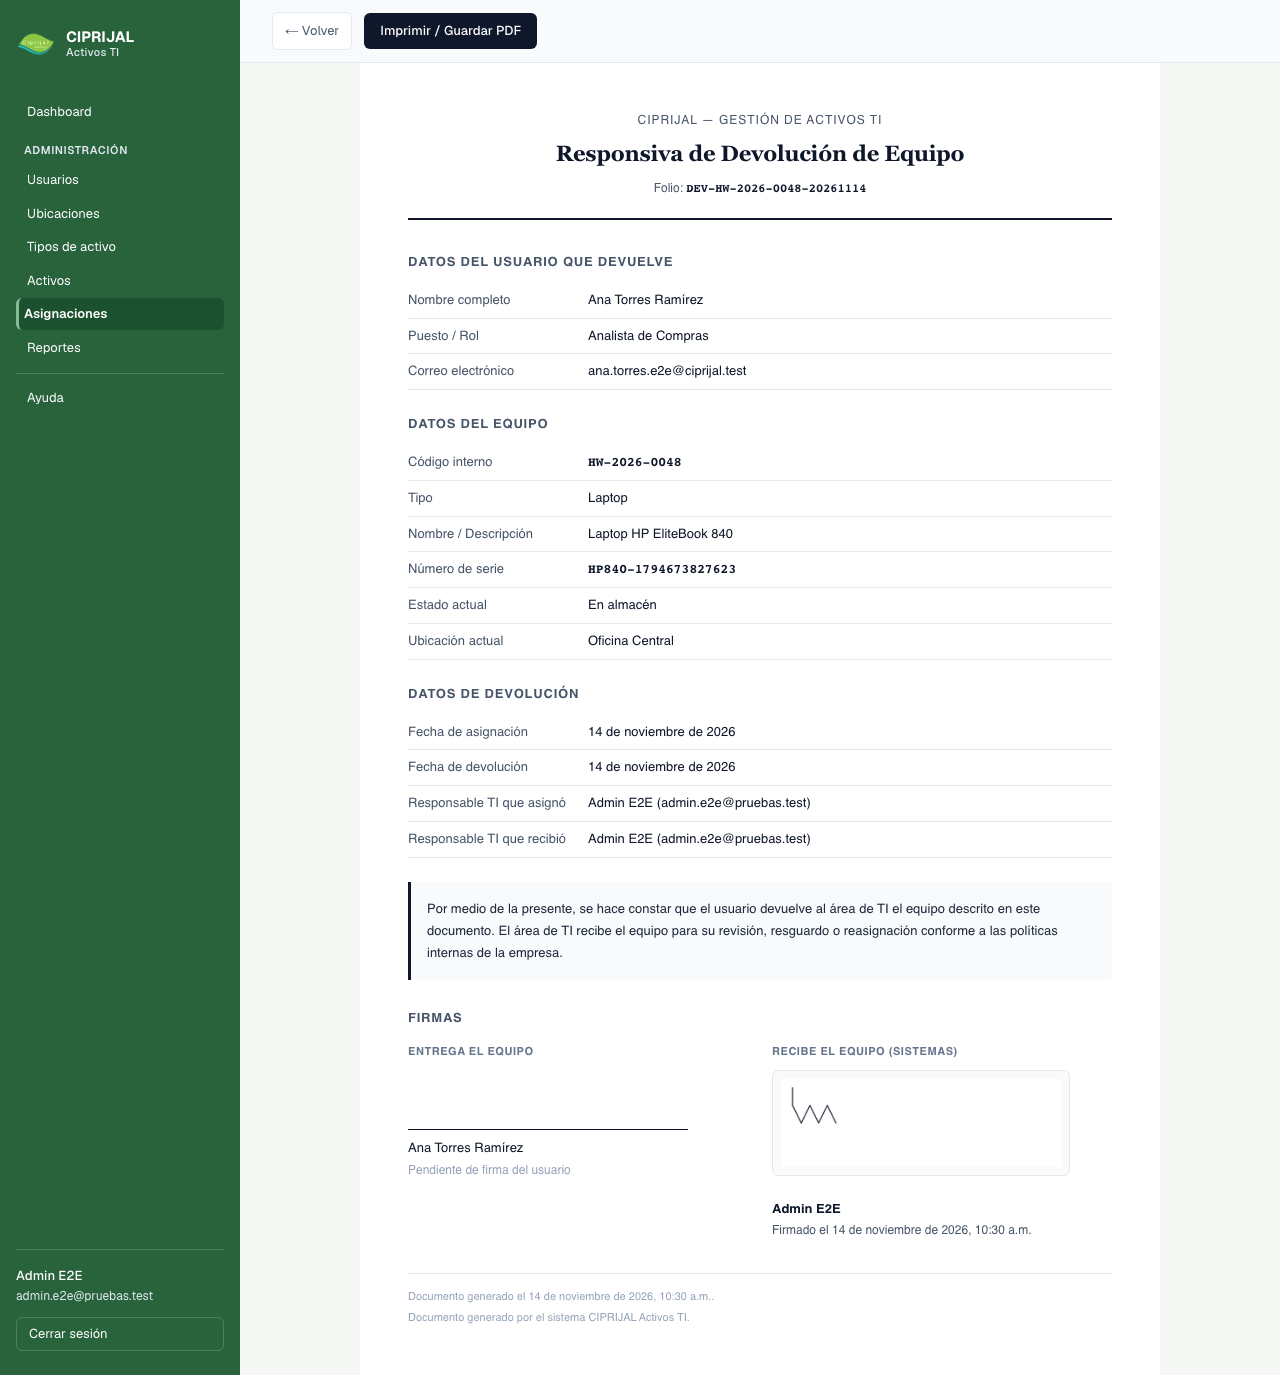 CIPRIJAL
Activos TI
Dashboard
ADMINISTRACIÓN
Usuarios
Ubicaciones
Tipos de activo
Activos
Asignaciones
Reportes
Ayuda
Admin E2E
admin.e2e@pruebas.test
Cerrar sesión
← Volver
Imprimir / Guardar PDF
CIPRIJAL — GESTIÓN DE ACTIVOS TI
Responsiva de Devolución de Equipo
Folio: DEV-HW-2026-0048-20261114
DATOS DEL USUARIO QUE DEVUELVE
Nombre completo Ana Torres Ramírez
Puesto / Rol Analista de Compras
Correo electrónico ana.torres.e2e@ciprijal.test
DATOS DEL EQUIPO
Código interno HW-2026-0048
Tipo Laptop
Nombre / Descripción Laptop HP EliteBook 840
Número de serie HP840-1794673827623
Estado actual En almacén
Ubicación actual Oficina Central
DATOS DE DEVOLUCIÓN
Fecha de asignación 14 de noviembre de 2026
Fecha de devolución 14 de noviembre de 2026
Responsable TI que asignó Admin E2E (admin.e2e@pruebas.test)
Responsable TI que recibió Admin E2E (admin.e2e@pruebas.test)
Por medio de la presente, se hace constar que el usuario devuelve al área de TI el equipo descrito en este
documento. El área de TI recibe el equipo para su revisión, resguardo o reasignación conforme a las políticas
internas de la empresa.
FIRMAS
ENTREGA EL EQUIPO
Ana Torres Ramírez
Pendiente de firma del usuario
RECIBE EL EQUIPO (SISTEMAS)
Admin E2E
Firmado el 14 de noviembre de 2026, 10:30 a.m.
Documento generado el 14 de noviembre de 2026, 10:30 a.m..
Documento generado por el sistema CIPRIJAL Activos TI.